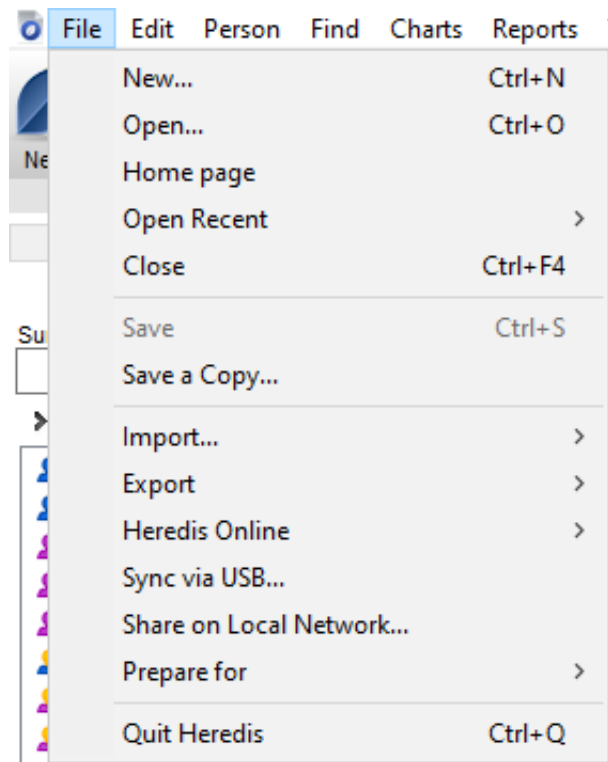 File Edit Person Find Charts Reports
New... Ctrl+N
Open... Ctrl+O
Home page
Open Recent
Close Ctrl+F4
Save Ctrl+S
Save a Copy...
Import...
Export
Heredis Online
Sync via USB...
Share on Local Network...
Prepare for
Quit Heredis Ctrl+Q